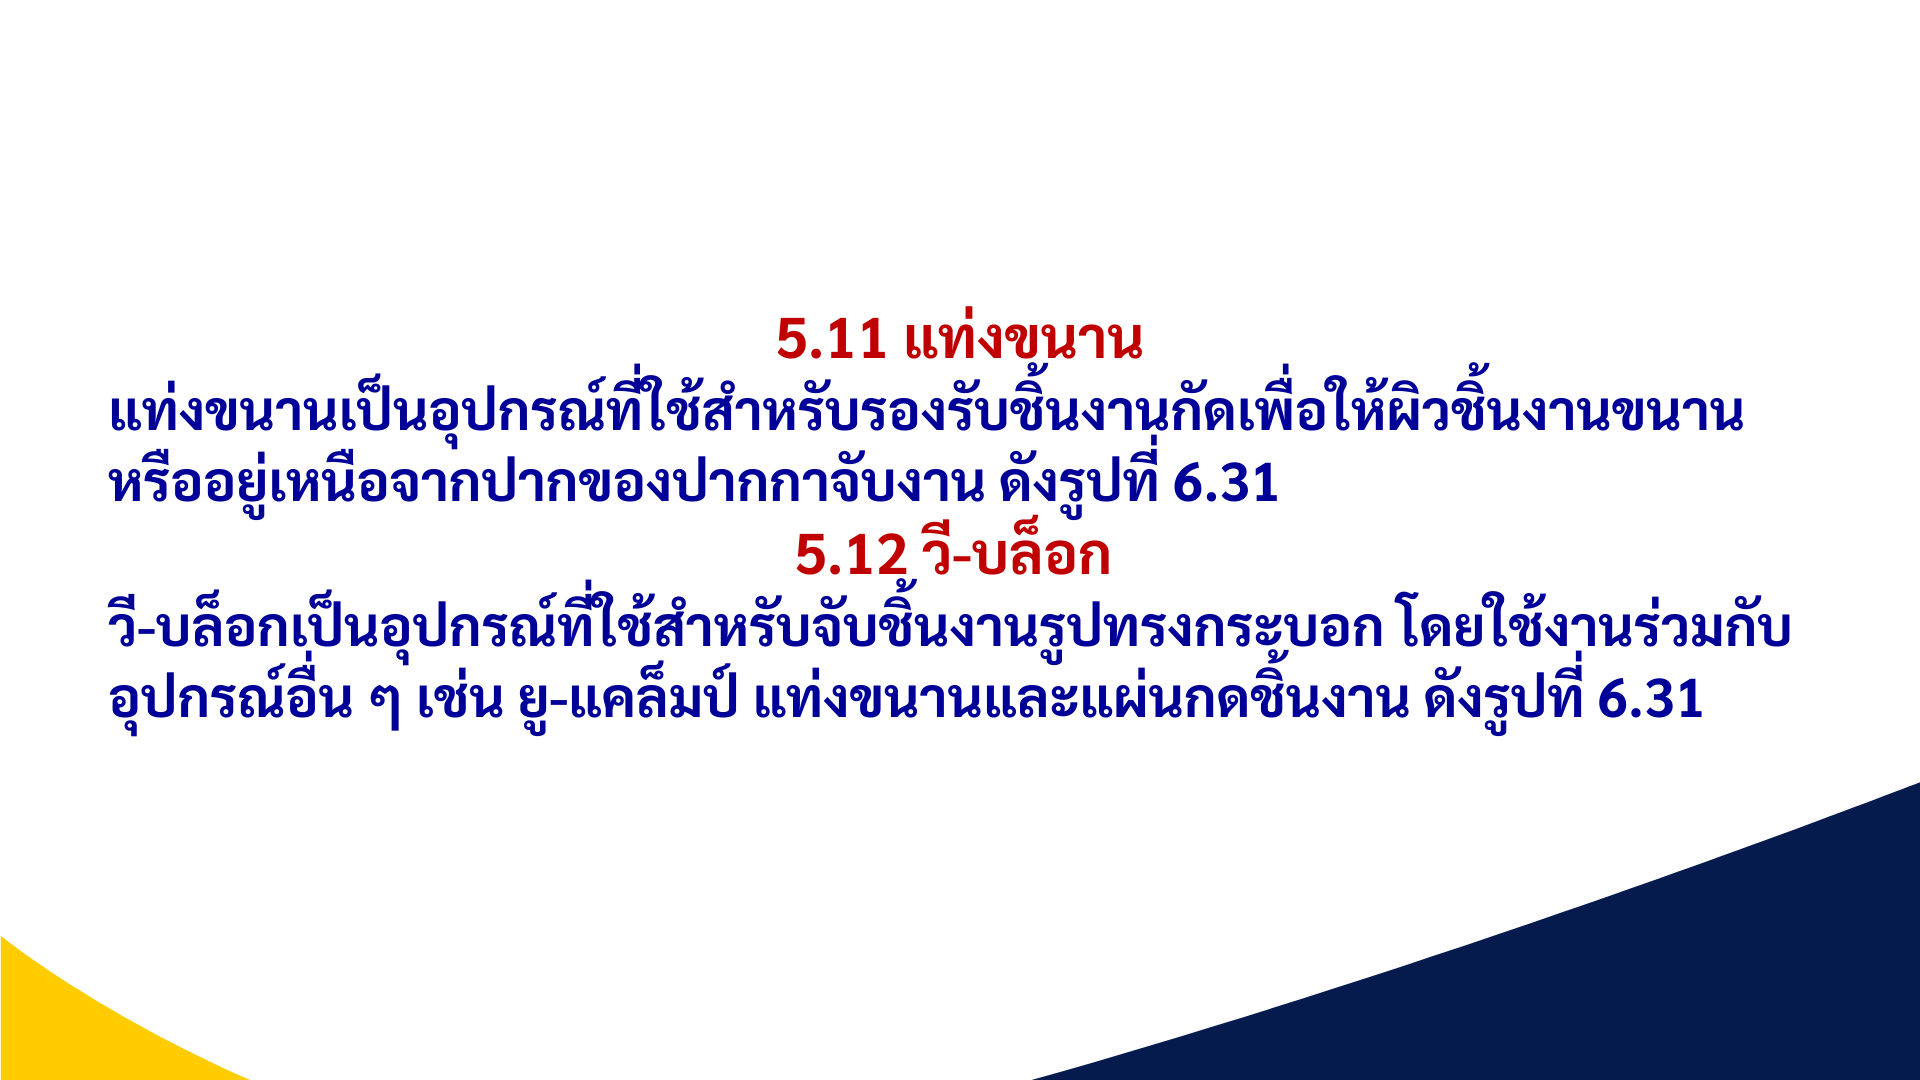 5.11 แท่งขนาน
แท่งขนานเป็นอุปกรณ์ที่ใช้สำหรับรองรับชิ้นงานกัดเพื่อให้ผิวชิ้นงานขนาน
หรืออยู่เหนือจากปากของปากกาจับงาน ดังรูปที่ 6.31
5.12 วี-บล็อก
วี-บล็อกเป็นอุปกรณ์ที่ใช้สำหรับจับชิ้นงานรูปทรงกระบอก โดยใช้งานร่วมกับ
อุปกรณ์อื่น ๆ เช่น ยู-แคล็มป์ แท่งขนานและแผ่นกดชิ้นงาน ดังรูปที่ 6.31